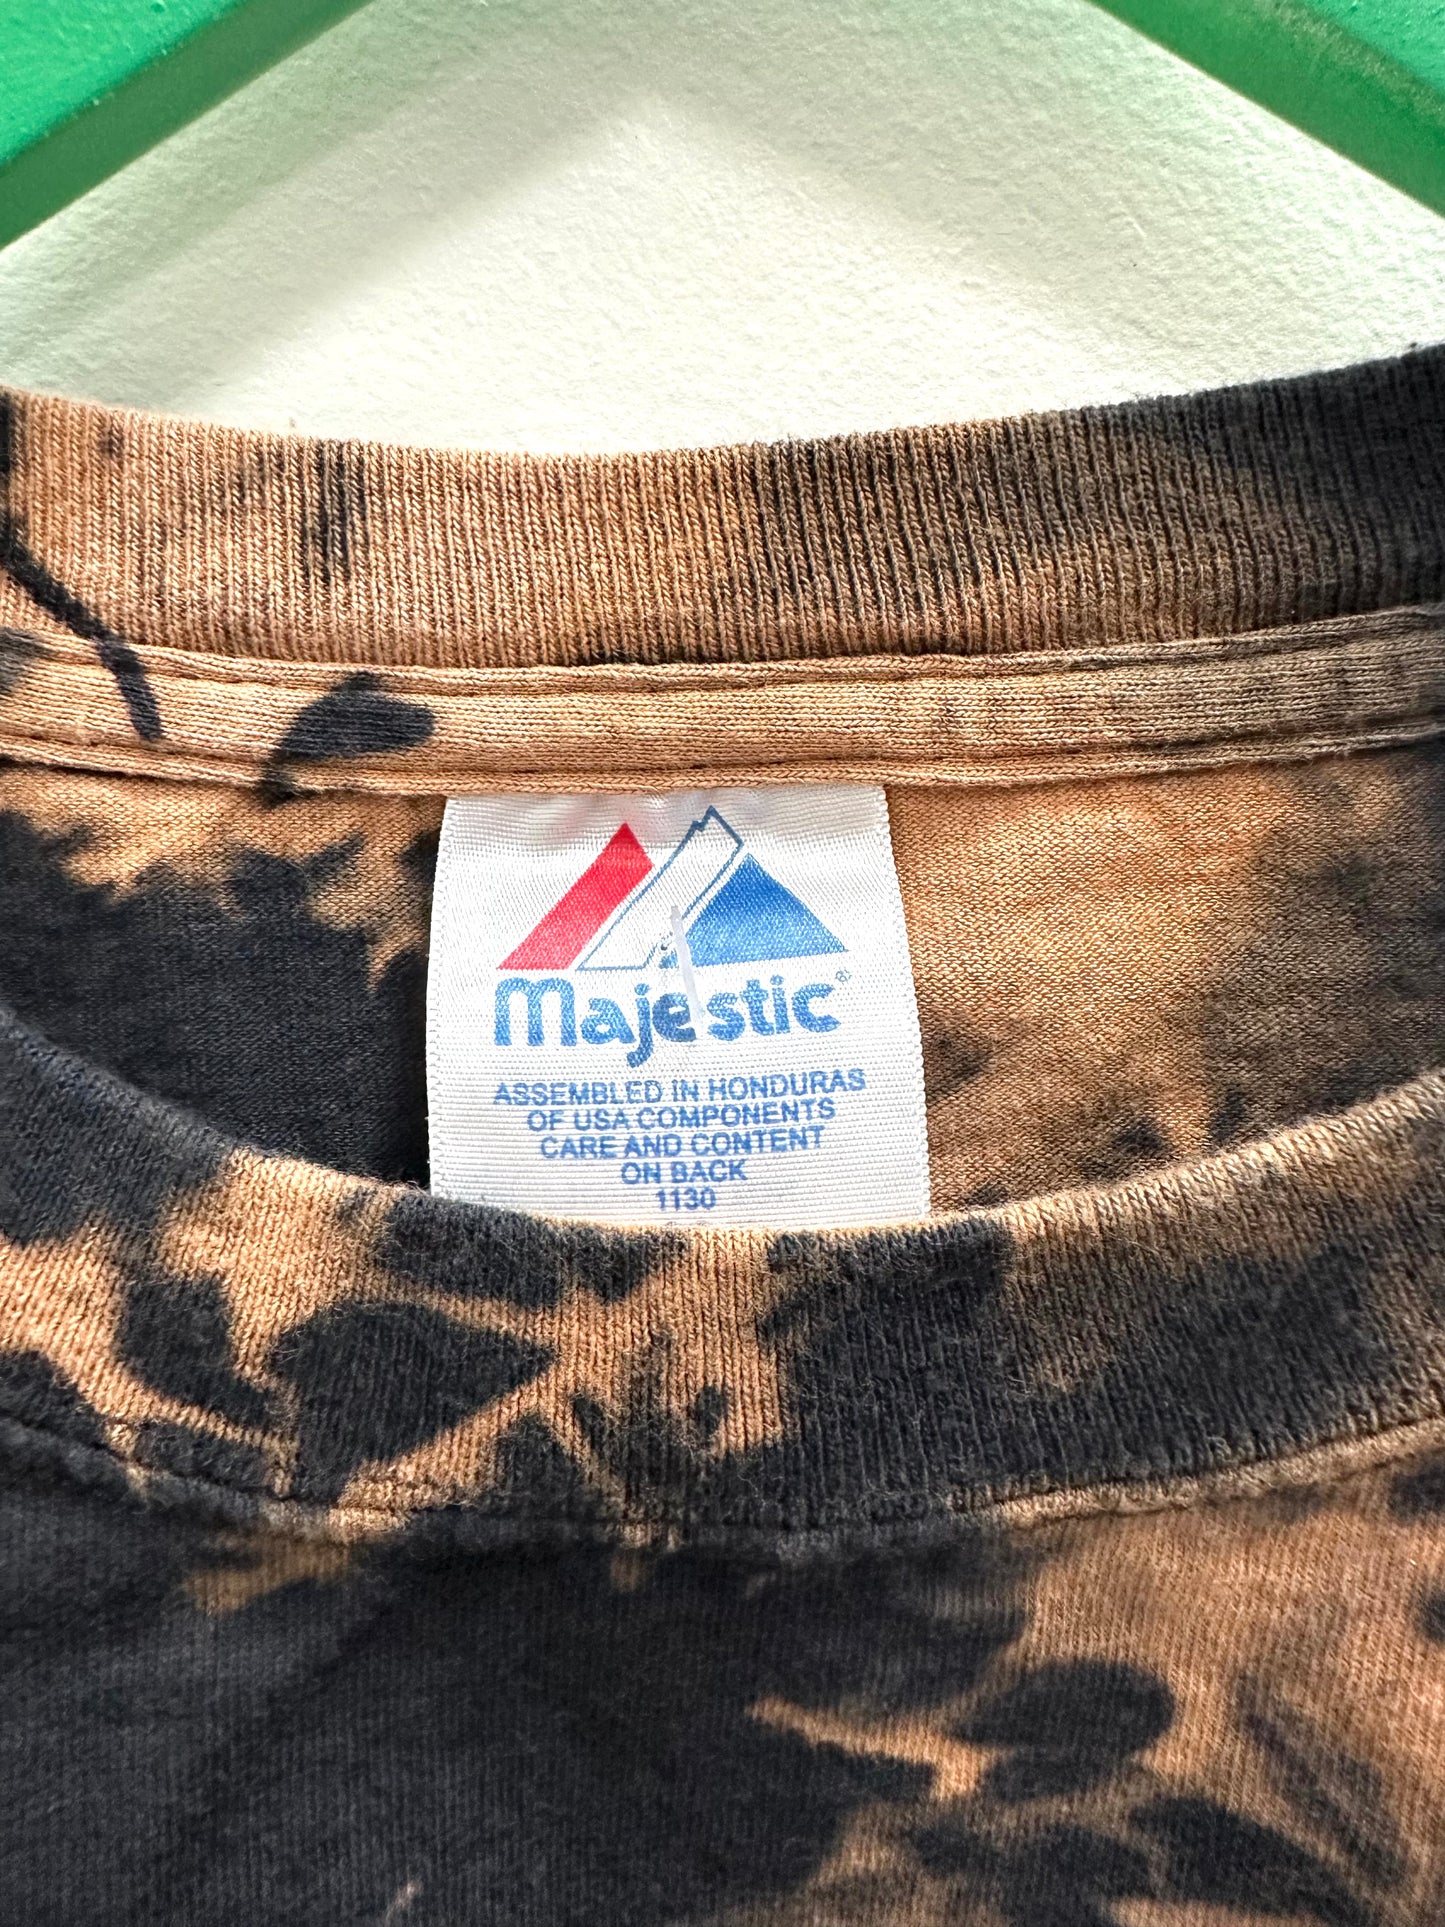 Majestic®
ASSEMBLED IN HONDURAS
OF USA COMPONENTS
CARE AND CONTENT
ON BACK
1130